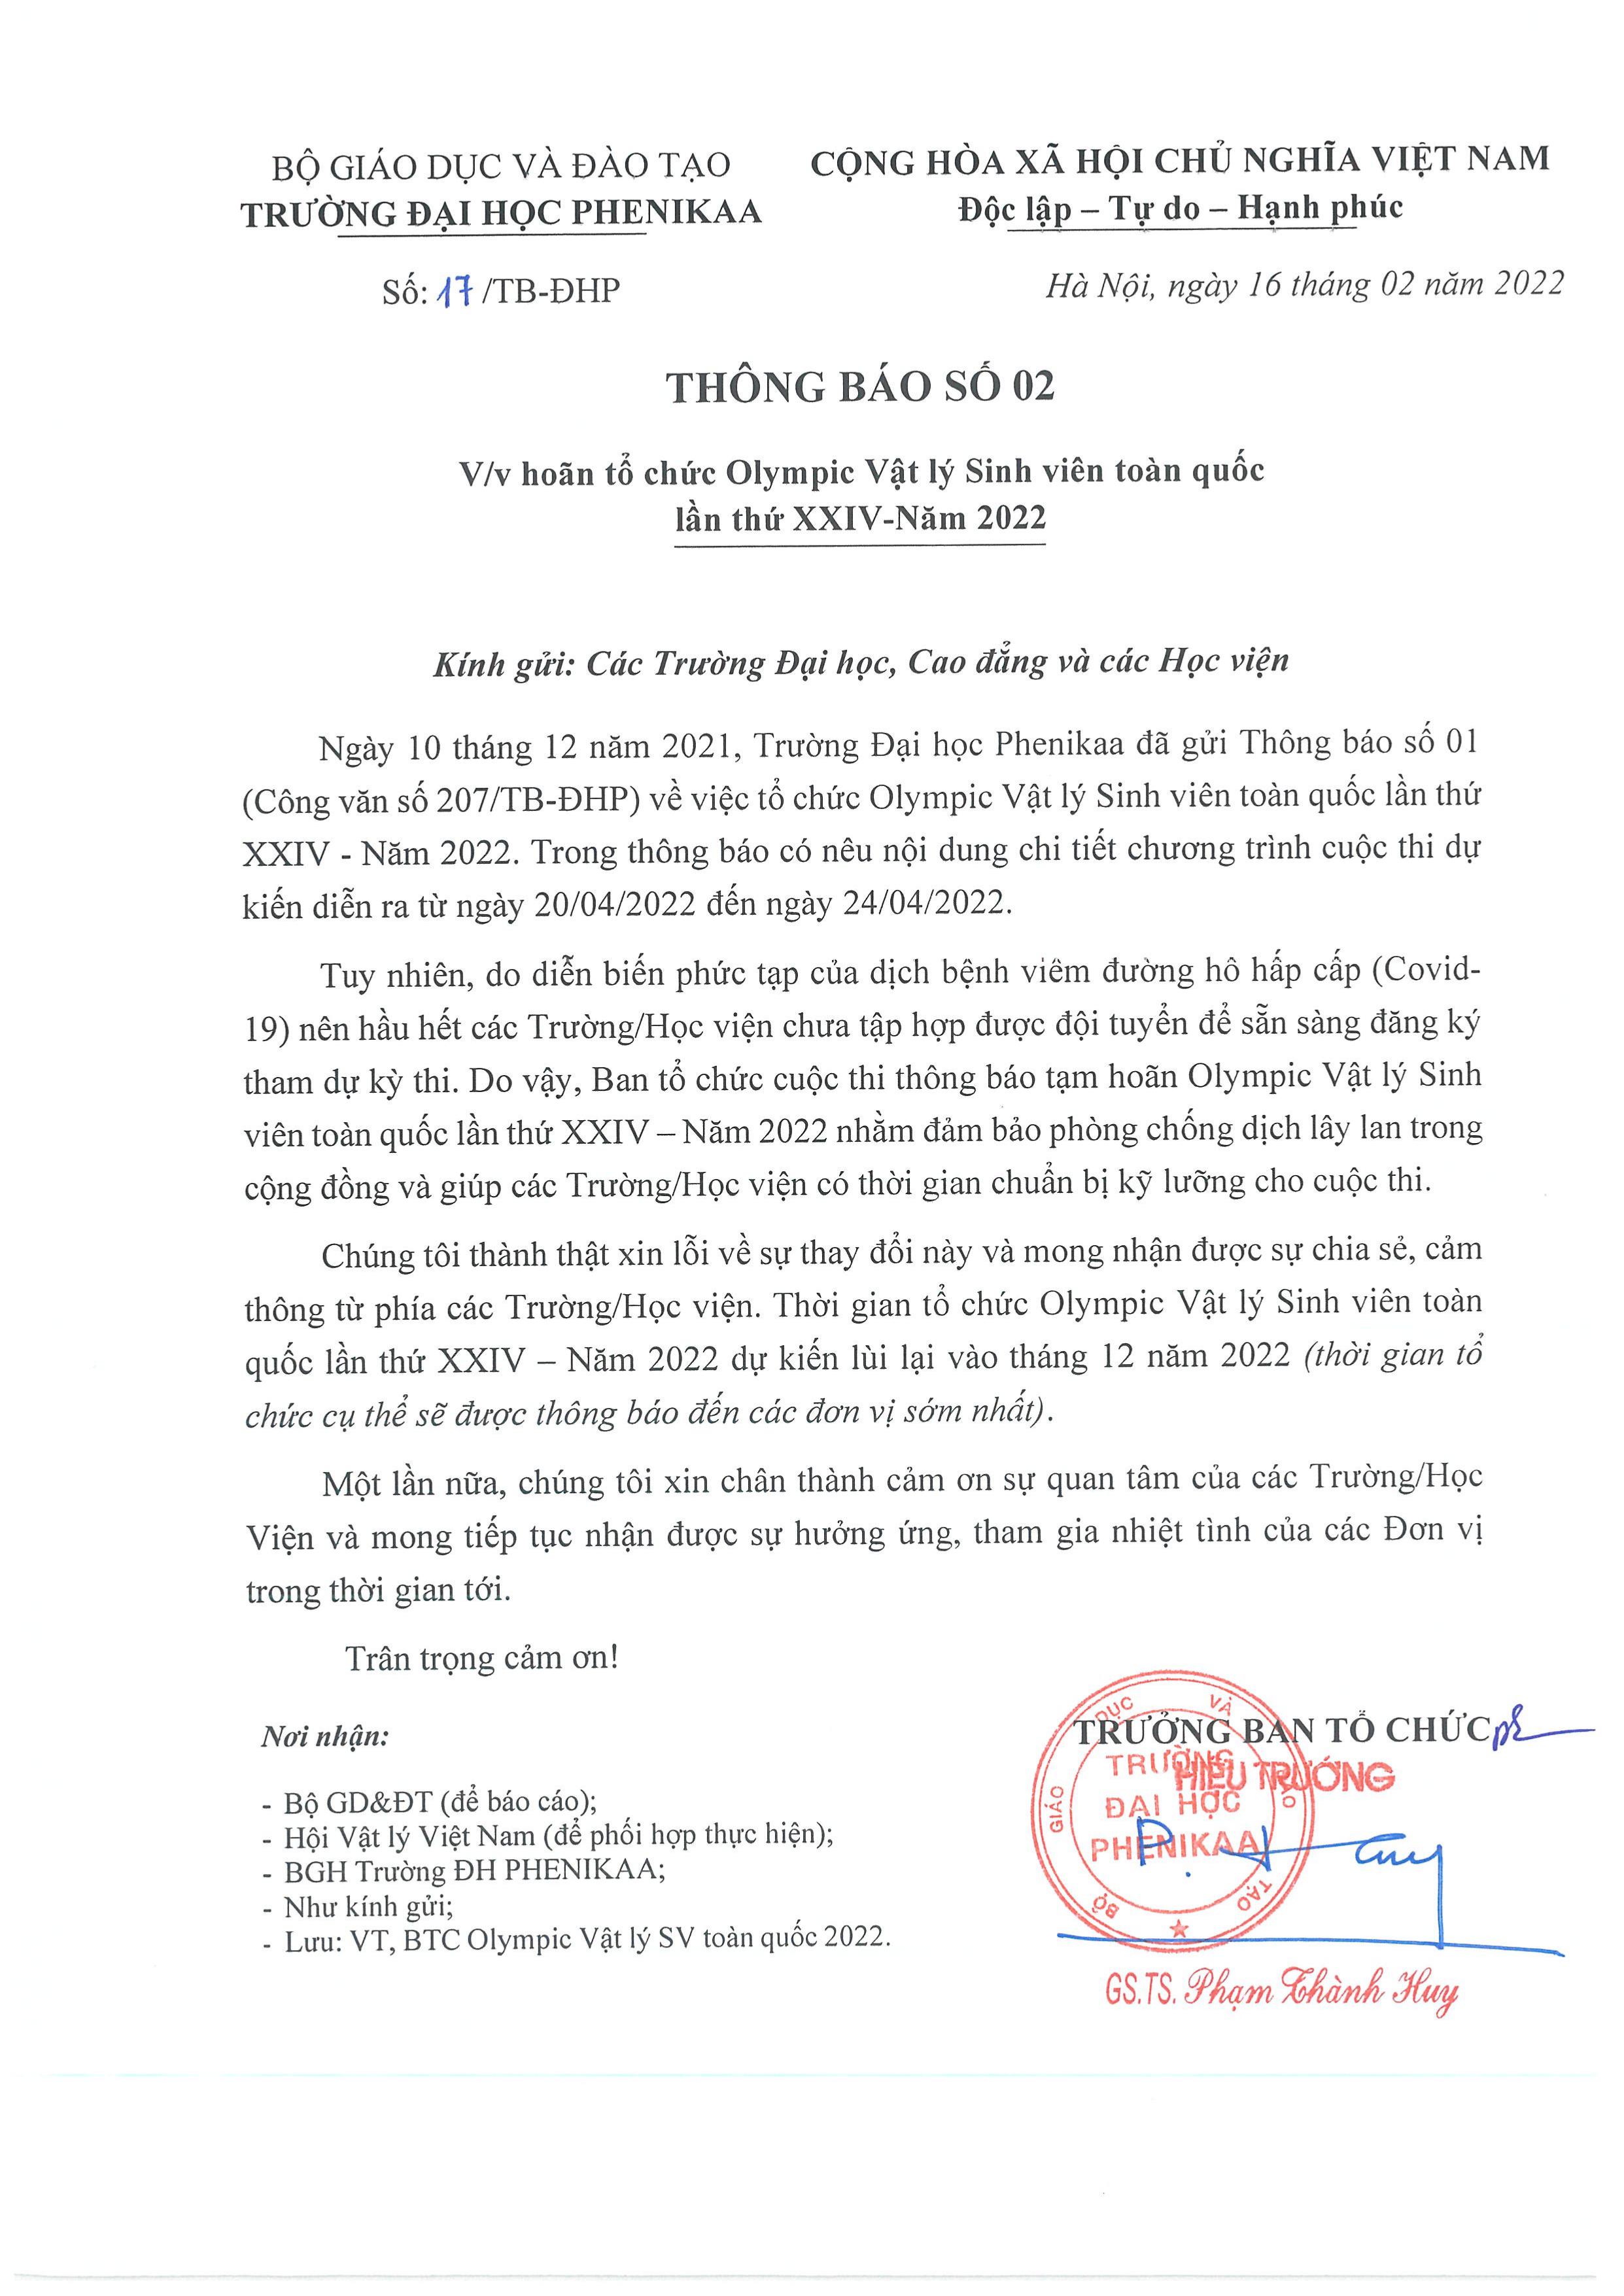 BỘ GIÁO DỤC VÀ ĐÀO TẠO
TRƯỜNG ĐẠI HỌC PHENIKAA
CỘNG HÒA XÃ HỘI CHỦ NGHĨA VIỆT NAM
Độc lập – Tự do – Hạnh phúc
Số: 17/TB-ĐHP
Hà Nội, ngày 16 tháng 02 năm 2022
THÔNG BÁO SỐ 02
V/v hoãn tổ chức Olympic Vật lý Sinh viên toàn quốc
lần thứ XXIV-Năm 2022
Kính gửi: Các Trường Đại học, Cao đẳng và các Học viện
Ngày 10 tháng 12 năm 2021, Trường Đại học Phenikaa đã gửi Thông báo số 01
(Công văn số 207/TB-ĐHP) về việc tổ chức Olympic Vật lý Sinh viên toàn quốc lần thứ
XXIV - Năm 2022. Trong thông báo có nêu nội dung chi tiết chương trình cuộc thi dự
kiến diễn ra từ ngày 20/04/2022 đến ngày 24/04/2022.
Tuy nhiên, do diễn biến phức tạp của dịch bệnh viêm đường hô hấp cấp (Covid-
19) nên hầu hết các Trường/Học viện chưa tập hợp được đội tuyển để sẵn sàng đăng ký
tham dự kỳ thi. Do vậy, Ban tổ chức cuộc thi thông báo tạm hoãn Olympic Vật lý Sinh
viên toàn quốc lần thứ XXIV – Năm 2022 nhằm đảm bảo phòng chống dịch lây lan trong
cộng đồng và giúp các Trường/Học viện có thời gian chuẩn bị kỹ lưỡng cho cuộc thi.
Chúng tôi thành thật xin lỗi về sự thay đổi này và mong nhận được sự chia sẻ, cảm
thông từ phía các Trường/Học viện. Thời gian tổ chức Olympic Vật lý Sinh viên toàn
quốc lần thứ XXIV – Năm 2022 dự kiến lùi lại vào tháng 12 năm 2022 (thời gian tổ
chức cụ thể sẽ được thông báo đến các đơn vị sớm nhất).
Một lần nữa, chúng tôi xin chân thành cảm ơn sự quan tâm của các Trường/Học
Viện và mong tiếp tục nhận được sự hưởng ứng, tham gia nhiệt tình của các Đơn vị
trong thời gian tới.
Trân trọng cảm ơn!
Nơi nhận:
- Bộ GD&ĐT (để báo cáo);
- Hội Vật lý Việt Nam (để phối hợp thực hiện);
- BGH Trường ĐH PHENIKAA;
- Như kính gửi;
- Lưu: VT, BTC Olympic Vật lý SV toàn quốc 2022.
TRƯỞNG BAN TỔ CHỨC
HIỆU TRƯỞNG
BỘ GIÁO DỤC VÀ ĐÀO TẠO
TRƯỜNG
ĐẠI HỌC
PHENIKAA
GS.TS. Phạm Thành Huy